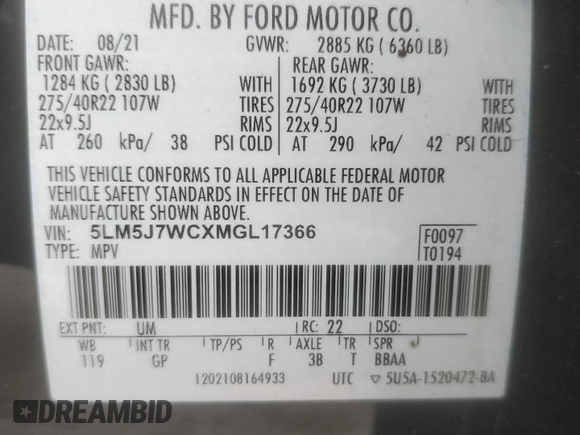 MFD. BY FORD MOTOR CO.
DATE: 08/21 GVWR: 2885 KG ( 6360 LB)
FRONT GAWR: REAR GAWR:
1284 KG ( 2830 LB) WITH 1692 KG ( 3730 LB) WITH
275/40R22 107W TIRES 275/40R22 107W TIRES
22x9.5J RIMS 22x9.5J RIMS
AT 260 kPa/ 38 PSI COLD AT 290 kPa/ 42 PSI COLD
THIS VEHICLE CONFORMS TO ALL APPLICABLE FEDERAL MOTOR
VEHICLE SAFETY STANDARDS IN EFFECT ON THE DATE OF
MANUFACTURE SHOWN ABOVE.
VIN: 5LM5J7WCXMGL17366 F0097
TYPE: MPV T0194
EXT PNT: UM RC: 22 DSO:
WB INT TR TP/PS R AXLE TR SPR
119 GP F 3B T BBAA
1202108164933 UTC ▽ 5U5A-1520472-BA
DREAMBID